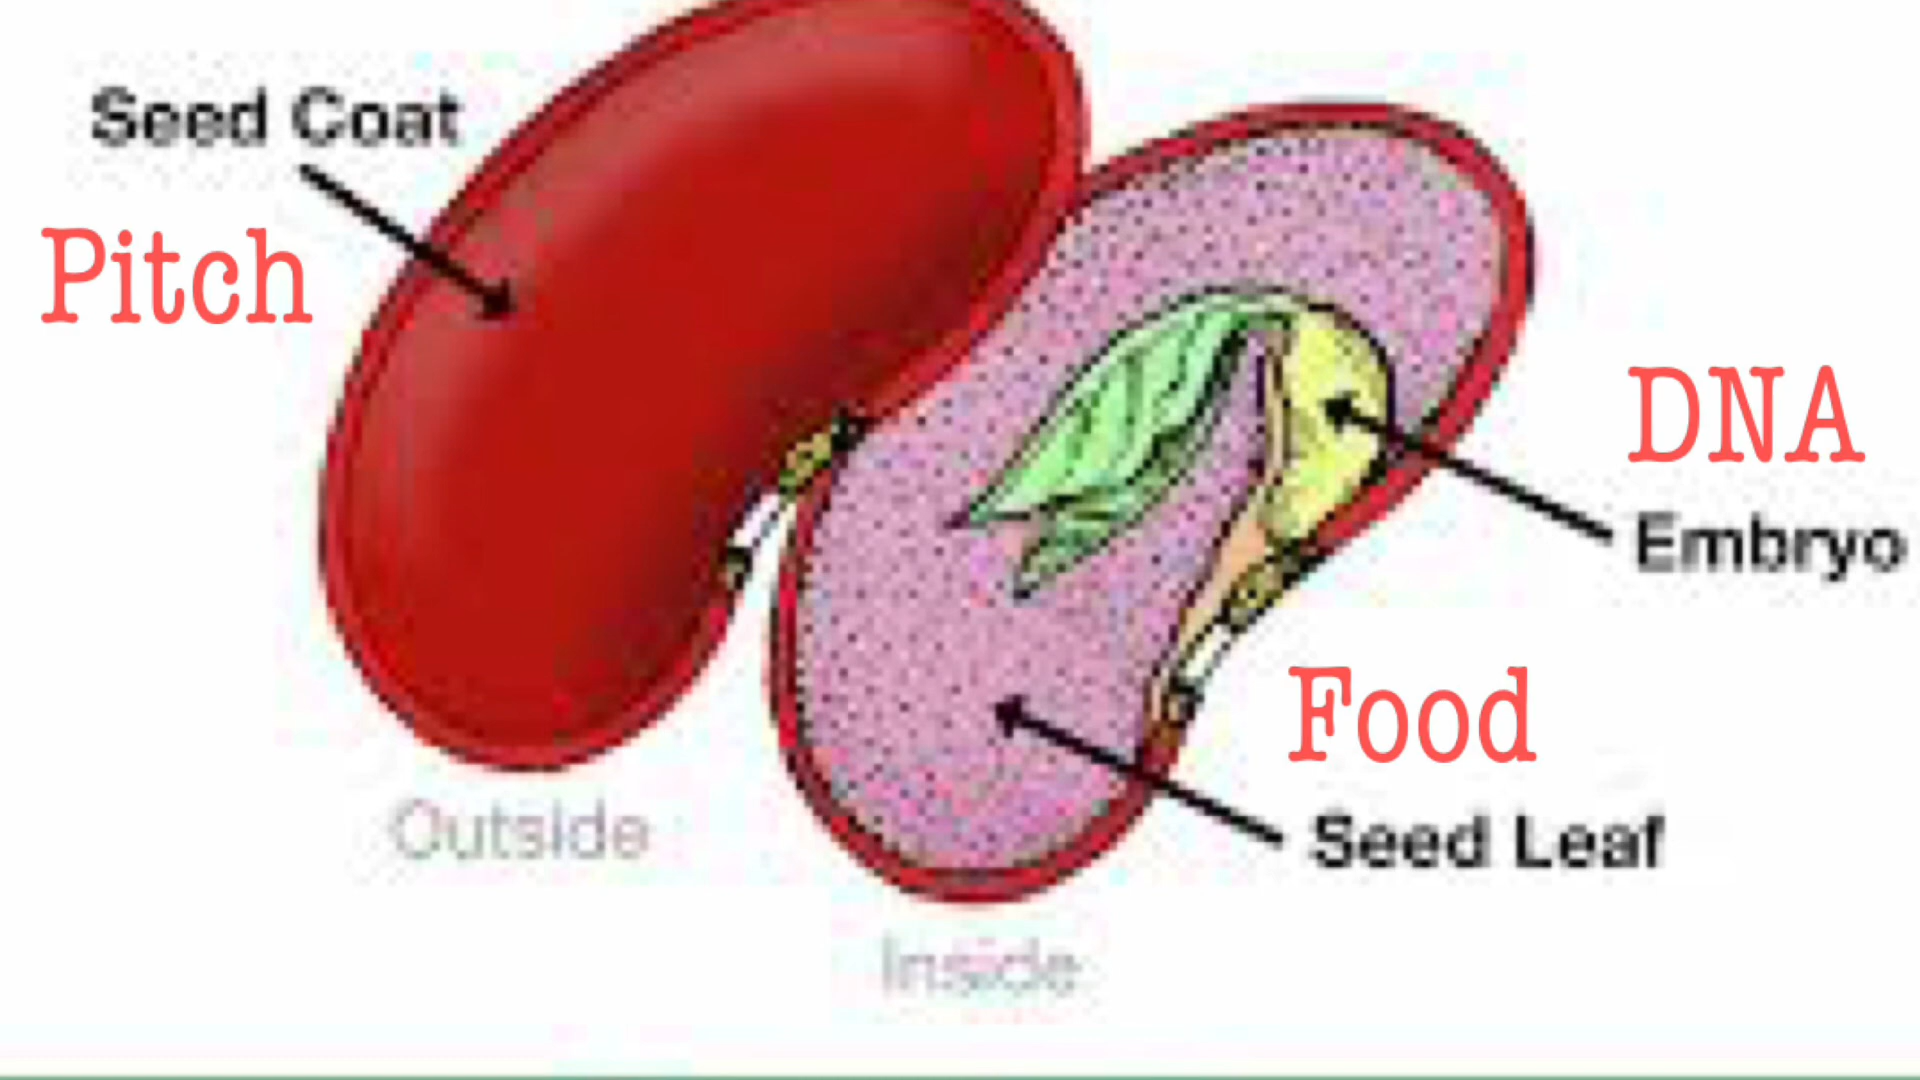 Seed Coat
Pitch
DNA
Embryo
Food
Seed Leaf
Outside
Inside